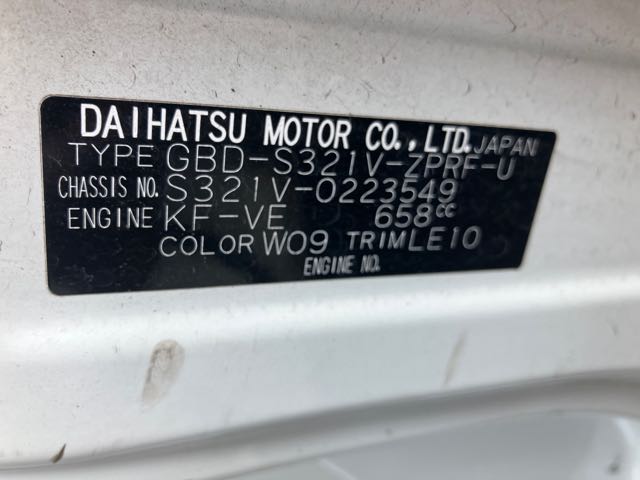 DAIHATSU MOTOR CO., LTD. JAPAN
TYPE GBD-S321V-ZPRF-U
CHASSIS NO. S321V-0223549
ENGINE KF-VE 658cc
COLOR W09 TRIM LE10
ENGINE NO.